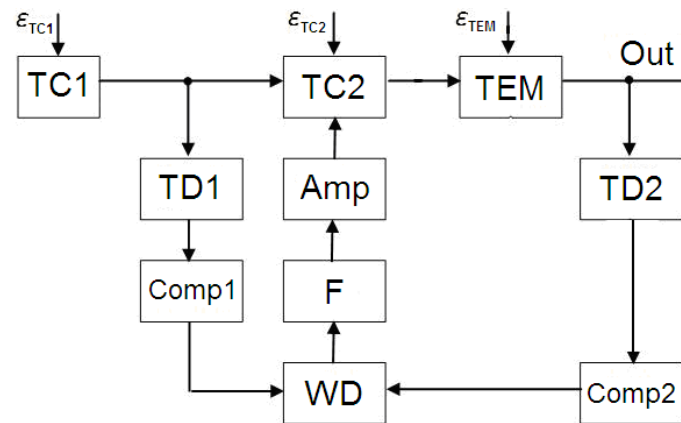 εTC1
εTC2
εTEM
Out
TC1
TC2
TEM
TD1
Amp
TD2
Comp1
F
WD
Comp2